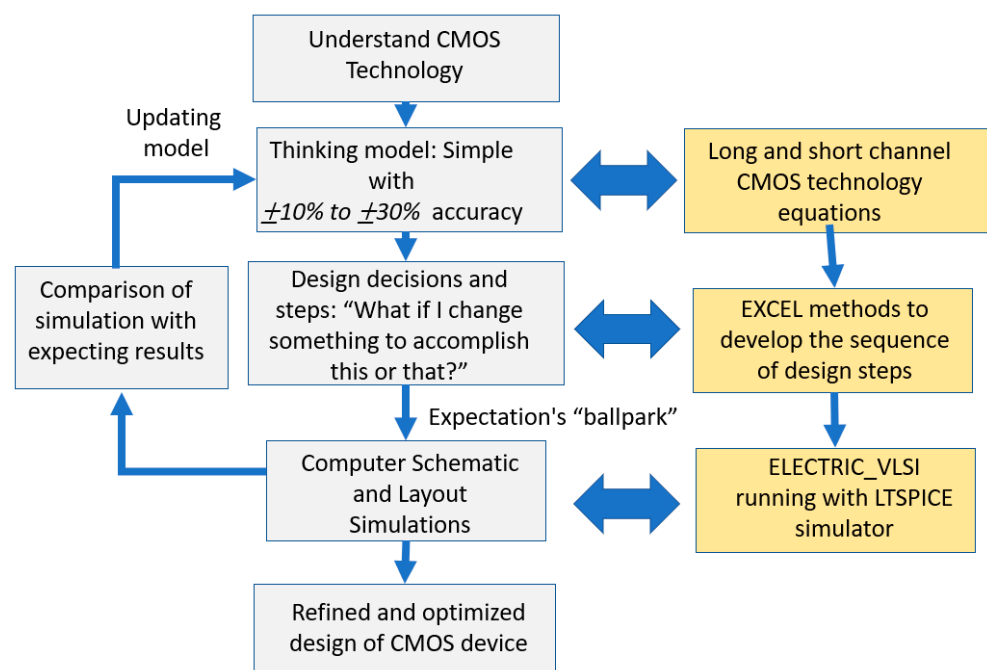 Understand CMOS
Technology
Updating
model
Thinking model: Simple
with
±10% to ±30% accuracy
Long and short channel
CMOS technology
equations
Comparison of
simulation with
expecting results
Design decisions and
steps: “What if I change
something to accomplish
this or that?”
EXCEL methods to
develop the sequence
of design steps
Expectation's “ballpark”
Computer Schematic
and Layout
Simulations
ELECTRIC_VLSI
running with LTSPICE
simulator
Refined and optimized
design of CMOS device